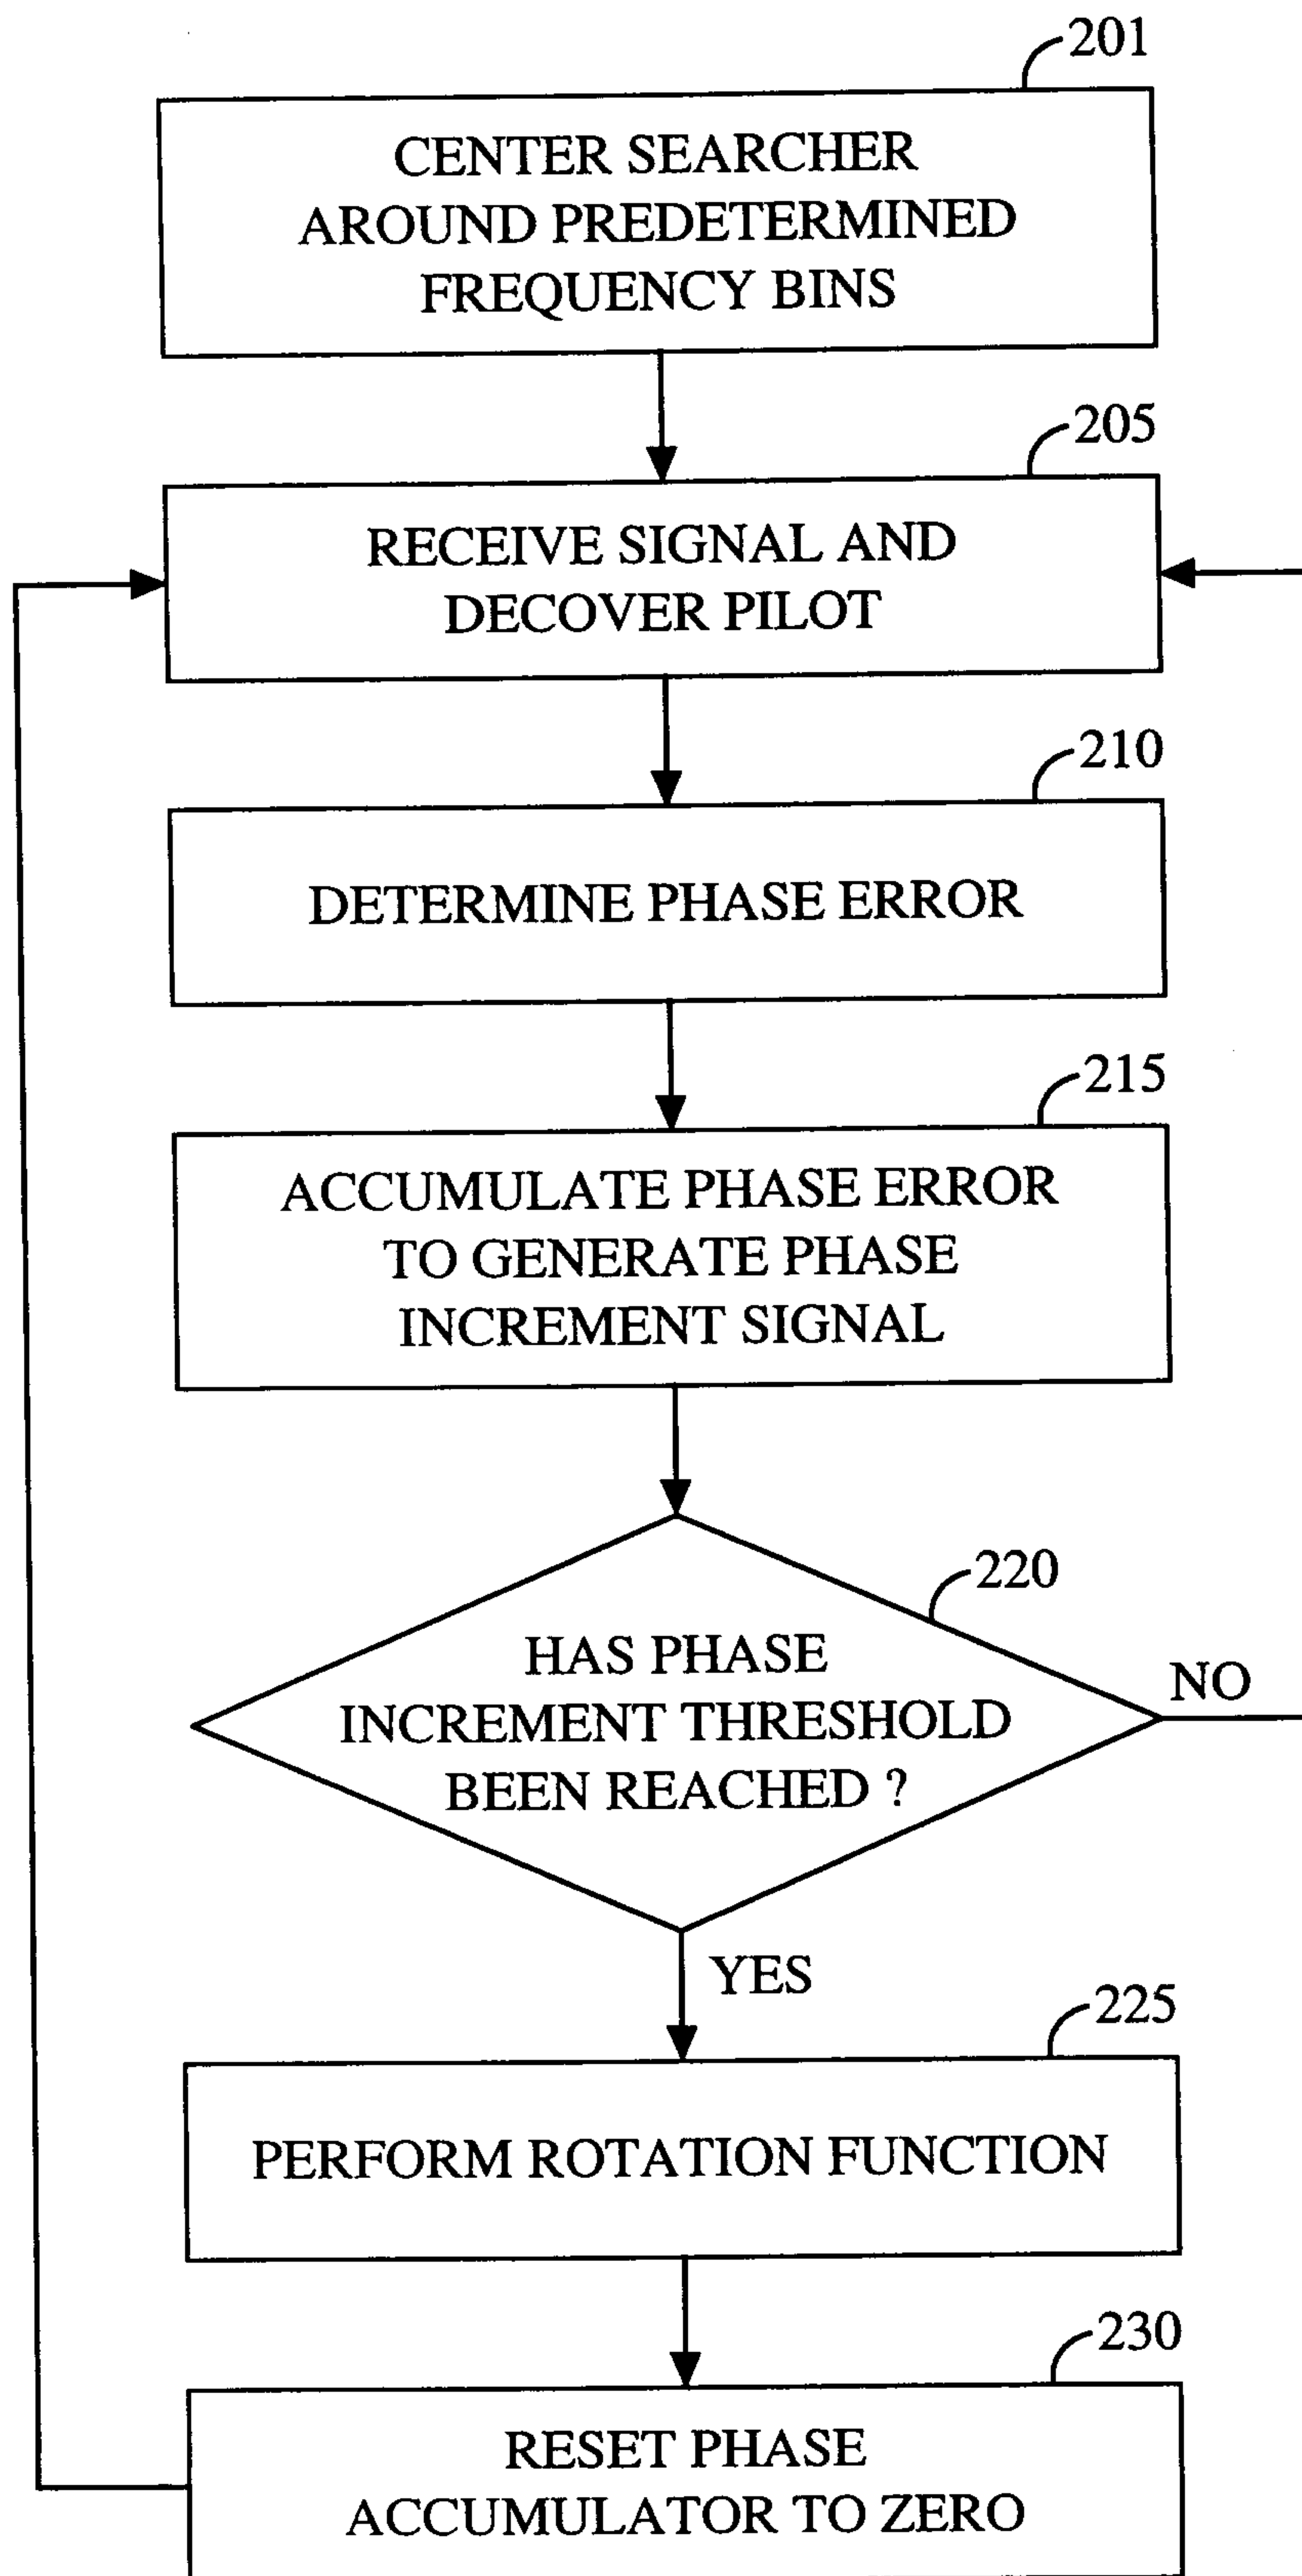 201
CENTER SEARCHER
AROUND PREDETERMINED
FREQUENCY BINS
205
RECEIVE SIGNAL AND
DECOVER PILOT
210
DETERMINE PHASE ERROR
215
ACCUMULATE PHASE ERROR
TO GENERATE PHASE
INCREMENT SIGNAL
220
HAS PHASE
INCREMENT THRESHOLD
BEEN REACHED ?
NO
YES
225
PERFORM ROTATION FUNCTION
230
RESET PHASE
ACCUMULATOR TO ZERO